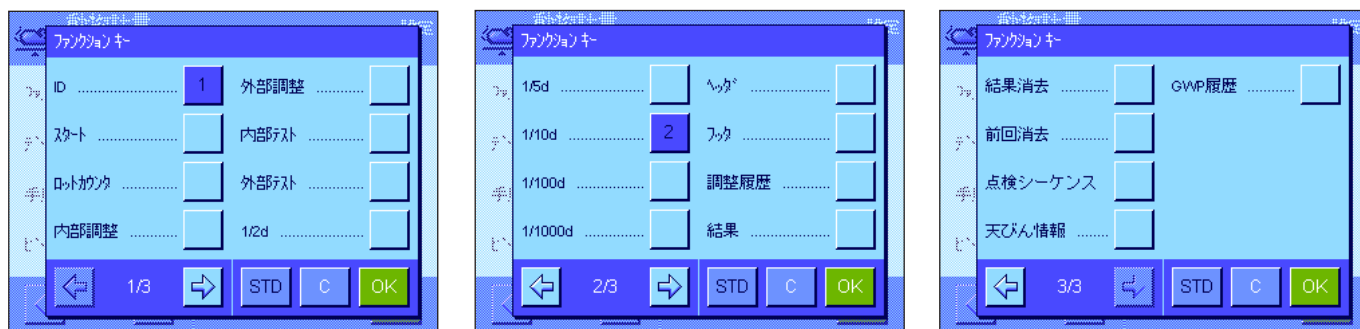 ファンクション キー
ID .................. 1
外部調整 ...........
スタート
内部テスト
ロットカウンタ ..........
外部テスト
内部調整 ...........
1/2d ..................
1/3
STD
C
OK
ファンクション キー
1/5d ..................
ヘッダ
1/10d ................ 2
フッタ
1/100d ..............
調整履歴 ...........
1/1000d ............
結果 ..................
2/3
STD
C
OK
ファンクション キー
結果消去 ...........
GWP履歴 ...........
前回消去 ...........
点検シーケンス
天びん情報 .......
3/3
STD
C
OK